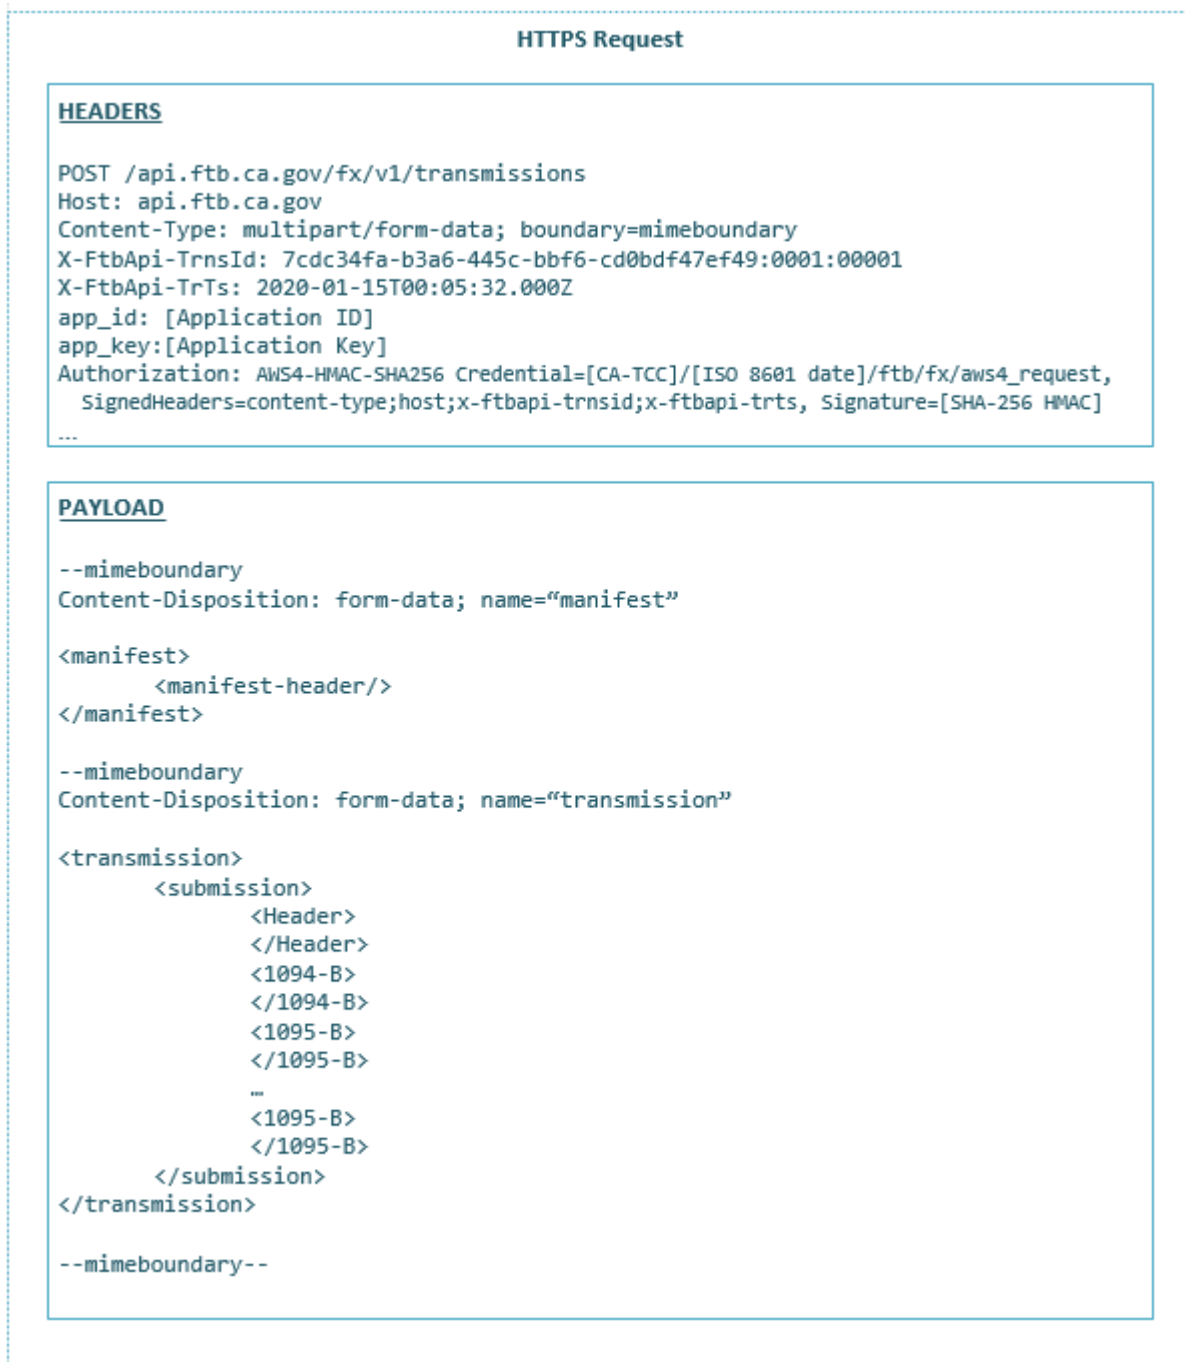 HTTPS Request
HEADERS
POST /api.ftb.ca.gov/fx/v1/transmissions
Host: api.ftb.ca.gov
Content-Type: multipart/form-data; boundary=mimeboundary
X-FtbApi-TrnsId: 7cdc34fa-b3a6-445c-bbf6-cd0bdf47ef49:0001:00001
X-FtbApi-TrTs: 2020-01-15T00:05:32.000Z
app_id: [Application ID]
app_key:[Application Key]
Authorization: AWS4-HMAC-SHA256 Credential=[CA-TCC]/[ISO 8601 date]/ftb/fx/aws4_request,
SignedHeaders=content-type;host;x-ftbapi-trnsid;x-ftbapi-trts, Signature=[SHA-256 HMAC]
...
PAYLOAD
--mimeboundary
Content-Disposition: form-data; name=“manifest”
<manifest>
<manifest-header/>
</manifest>
--mimeboundary
Content-Disposition: form-data; name=“transmission”
<transmission>
<submission>
<Header>
</Header>
<1094-B>
</1094-B>
<1095-B>
</1095-B>
…
<1095-B>
</1095-B>
</submission>
</transmission>
--mimeboundary--